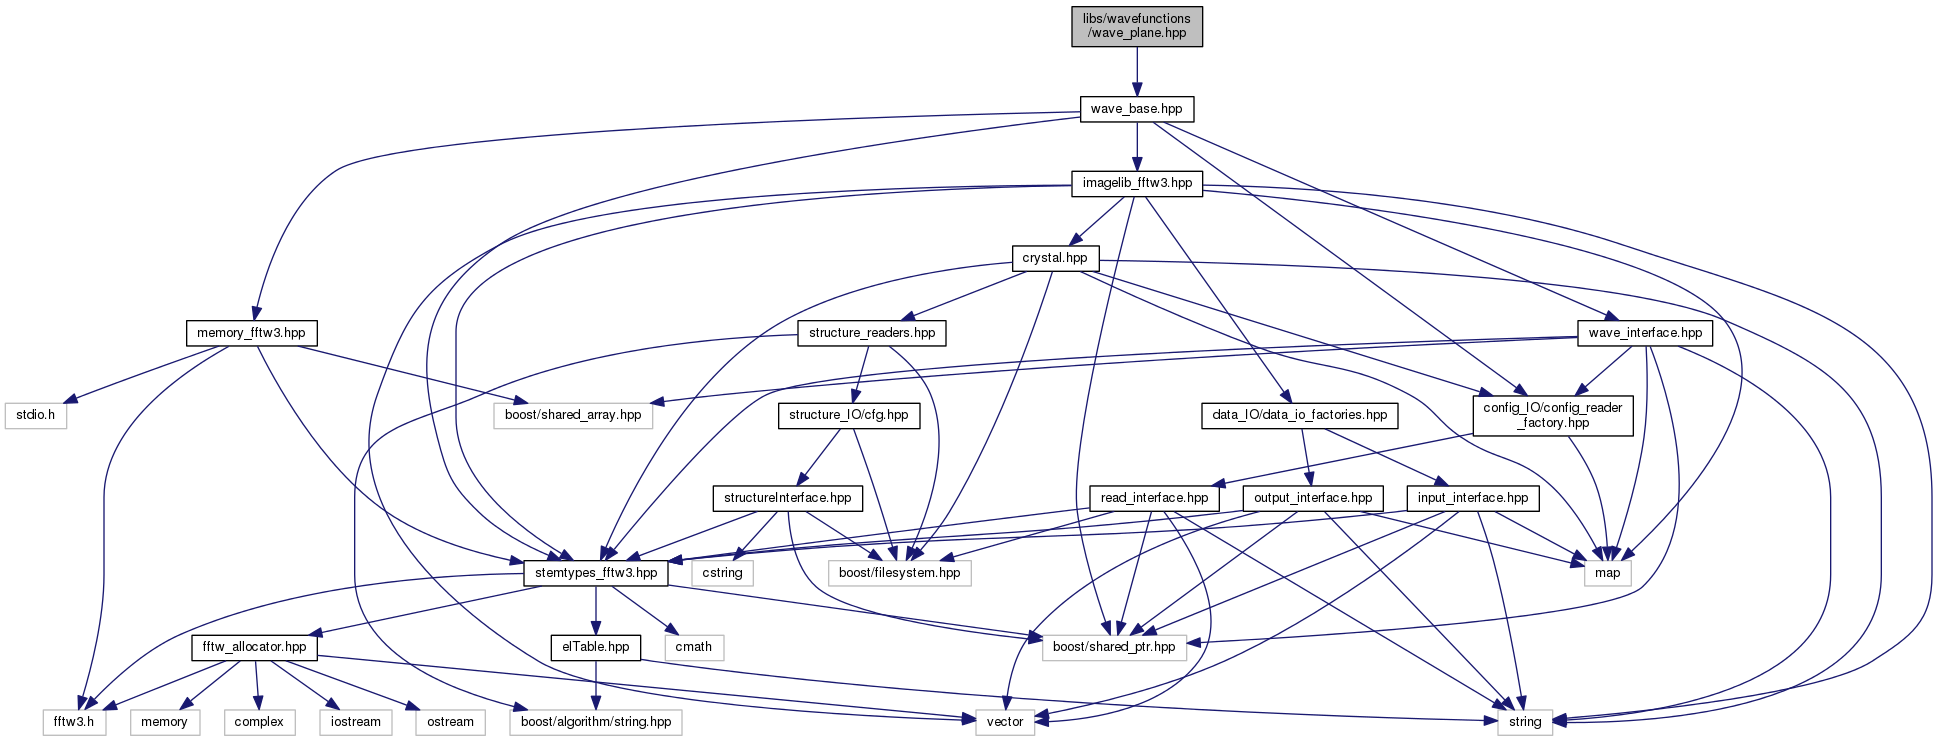 libs/wavefunctions
/wave_plane.hpp
wave_base.hpp
imagelib_fftw3.hpp
crystal.hpp
memory_fftw3.hpp
structure_readers.hpp
wave_interface.hpp
stdio.h
boost/shared_array.hpp
structure_IO/cfg.hpp
data_IO/data_io_factories.hpp
config_IO/config_reader
_factory.hpp
structureInterface.hpp
read_interface.hpp
output_interface.hpp
input_interface.hpp
stemtypes_fftw3.hpp
cstring
boost/filesystem.hpp
map
fftw_allocator.hpp
elTable.hpp
cmath
boost/shared_ptr.hpp
fftw3.h
memory
complex
iostream
ostream
boost/algorithm/string.hpp
vector
string